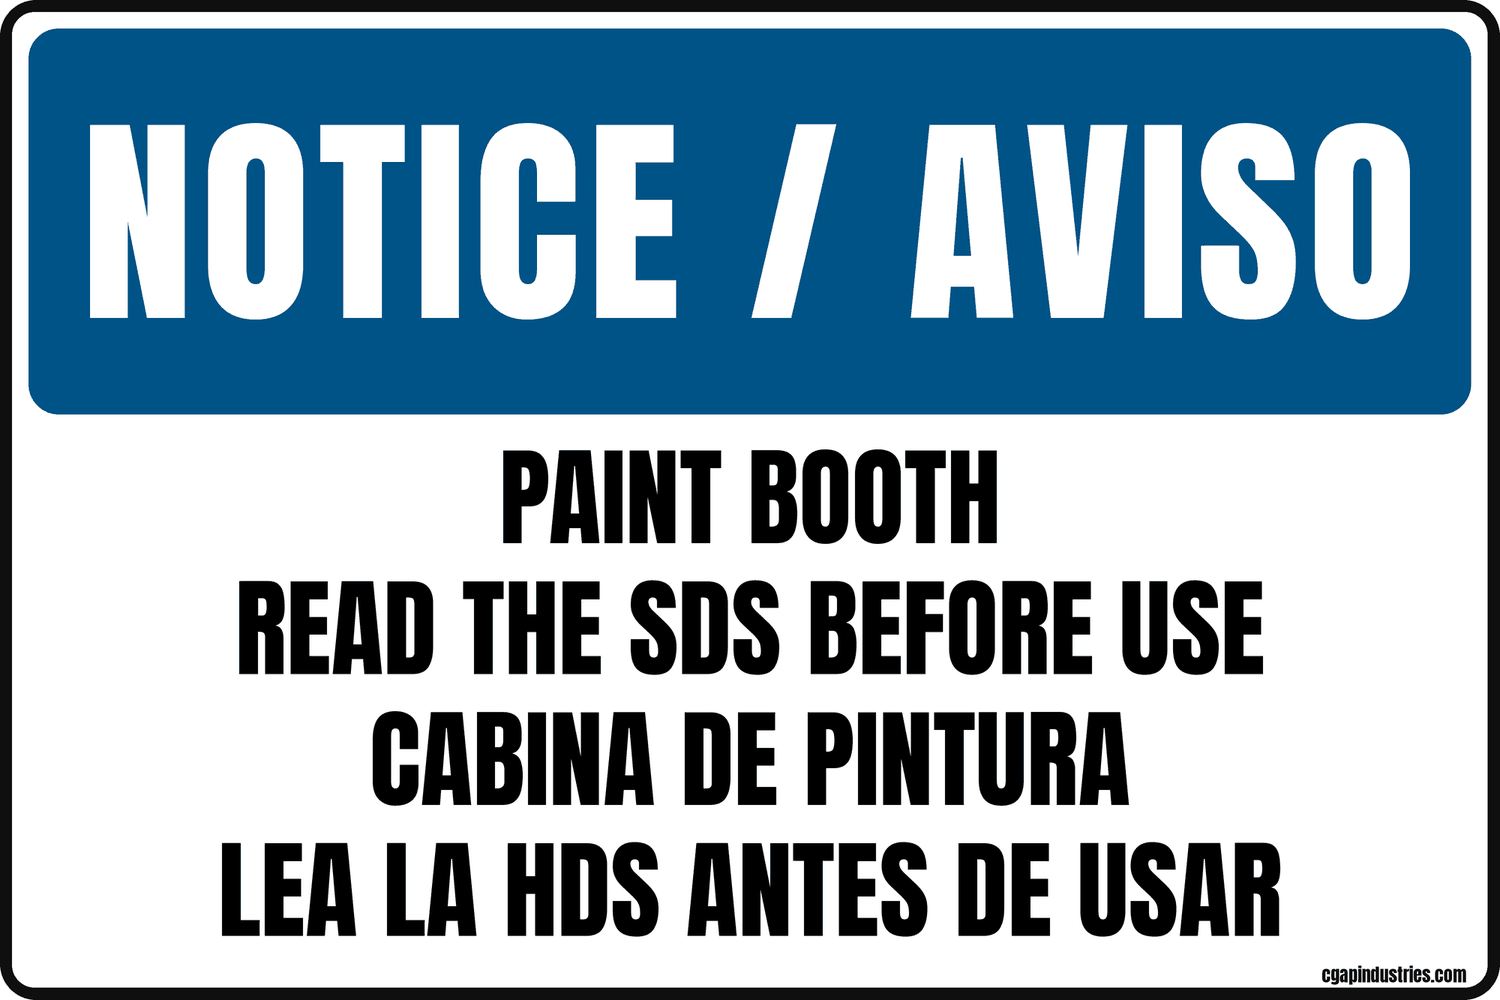 NOTICE / AVISO
PAINT BOOTH
READ THE SDS BEFORE USE
CABINA DE PINTURA
LEA LA HDS ANTES DE USAR
cgapindustries.com